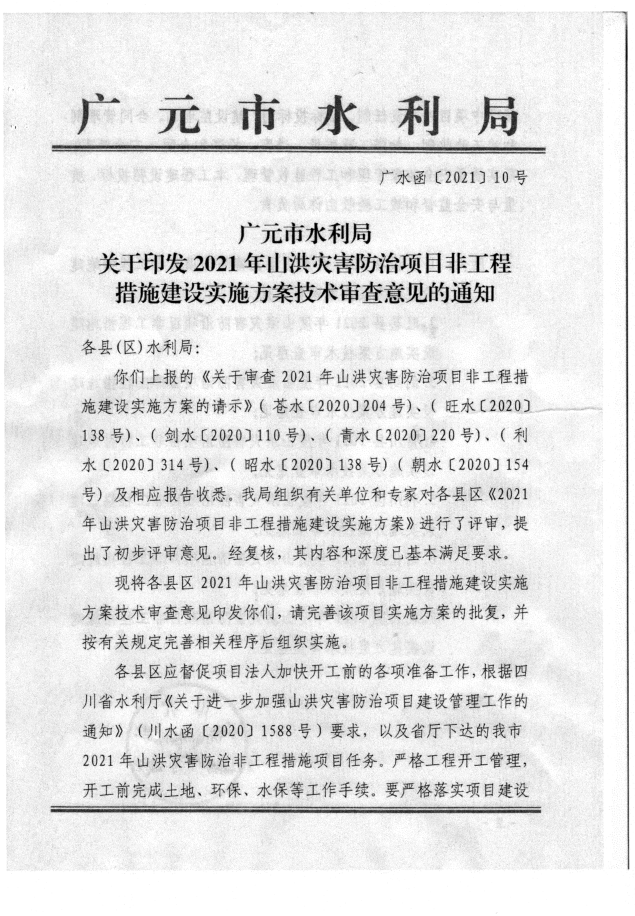 广元市水利局
广水函〔2021〕10号
广元市水利局
关于印发2021年山洪灾害防治项目非工程
措施建设实施方案技术审查意见的通知
各县(区)水利局：
你们上报的《关于审查2021年山洪灾害防治项目非工程措
施建设实施方案的请示》(苍水〔2020〕204号)、(旺水〔2020〕
138号)、(剑水〔2020〕110号)、(青水〔2020〕220号)、(利
水〔2020〕314号)、(昭水〔2020〕138号)(朝水〔2020〕154
号)及相应报告收悉。我局组织有关单位和专家对各县区《2021
年山洪灾害防治项目非工程措施建设实施方案》进行了评审，提
出了初步评审意见。经复核，其内容和深度已基本满足要求。
现将各县区2021年山洪灾害防治项目非工程措施建设实施
方案技术审查意见印发你们，请完善该项目实施方案的批复，并
按有关规定完善相关程序后组织实施。
各县区应督促项目法人加快开工前的各项准备工作，根据四
川省水利厅《关于进一步加强山洪灾害防治项目建设管理工作的
通知》(川水函〔2020〕1588号)要求，以及省厅下达的我市
2021年山洪灾害防治非工程措施项目任务。严格工程开工管理，
开工前完成土地、环保、水保等工作手续。要严格落实项目建设